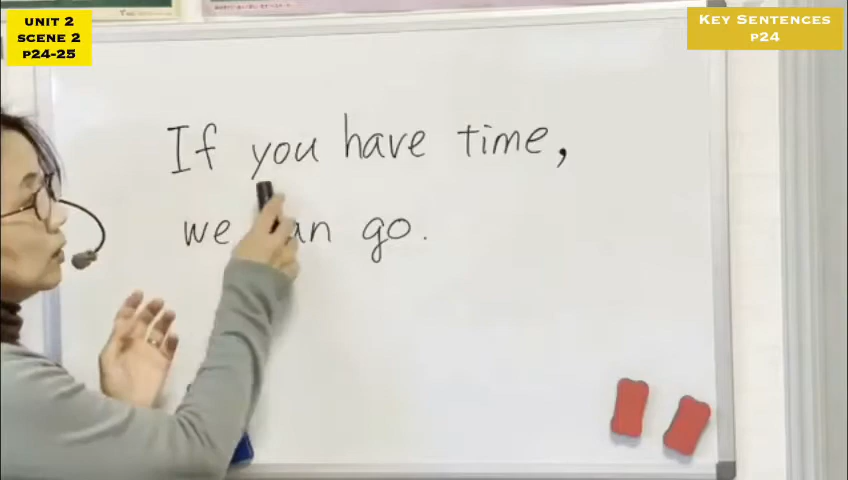 UNIT 2
SCENE 2
P24-25
KEY SENTENCES
P24
If you have time,
we can go.